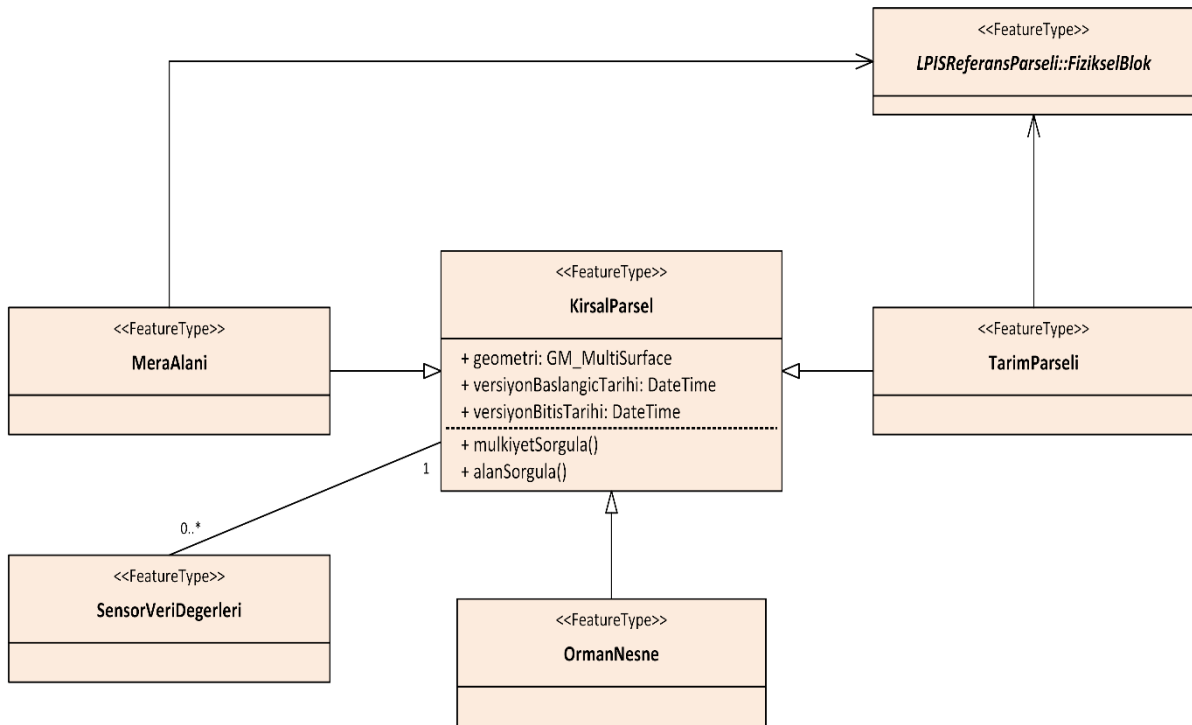 <<FeatureType>>
LPISReferansParseli::FizikselBlok
<<FeatureType>>
KirsalParsel
+ geometri: GM_MultiSurface
+ versiyonBaslangicTarihi: DateTime
+ versiyonBitisTarihi: DateTime
+ mulkiyetSorgula()
+ alanSorgula()
<<FeatureType>>
MeraAlani
<<FeatureType>>
TarimParseli
1
0..*
<<FeatureType>>
SensorVeriDegerleri
<<FeatureType>>
OrmanNesne